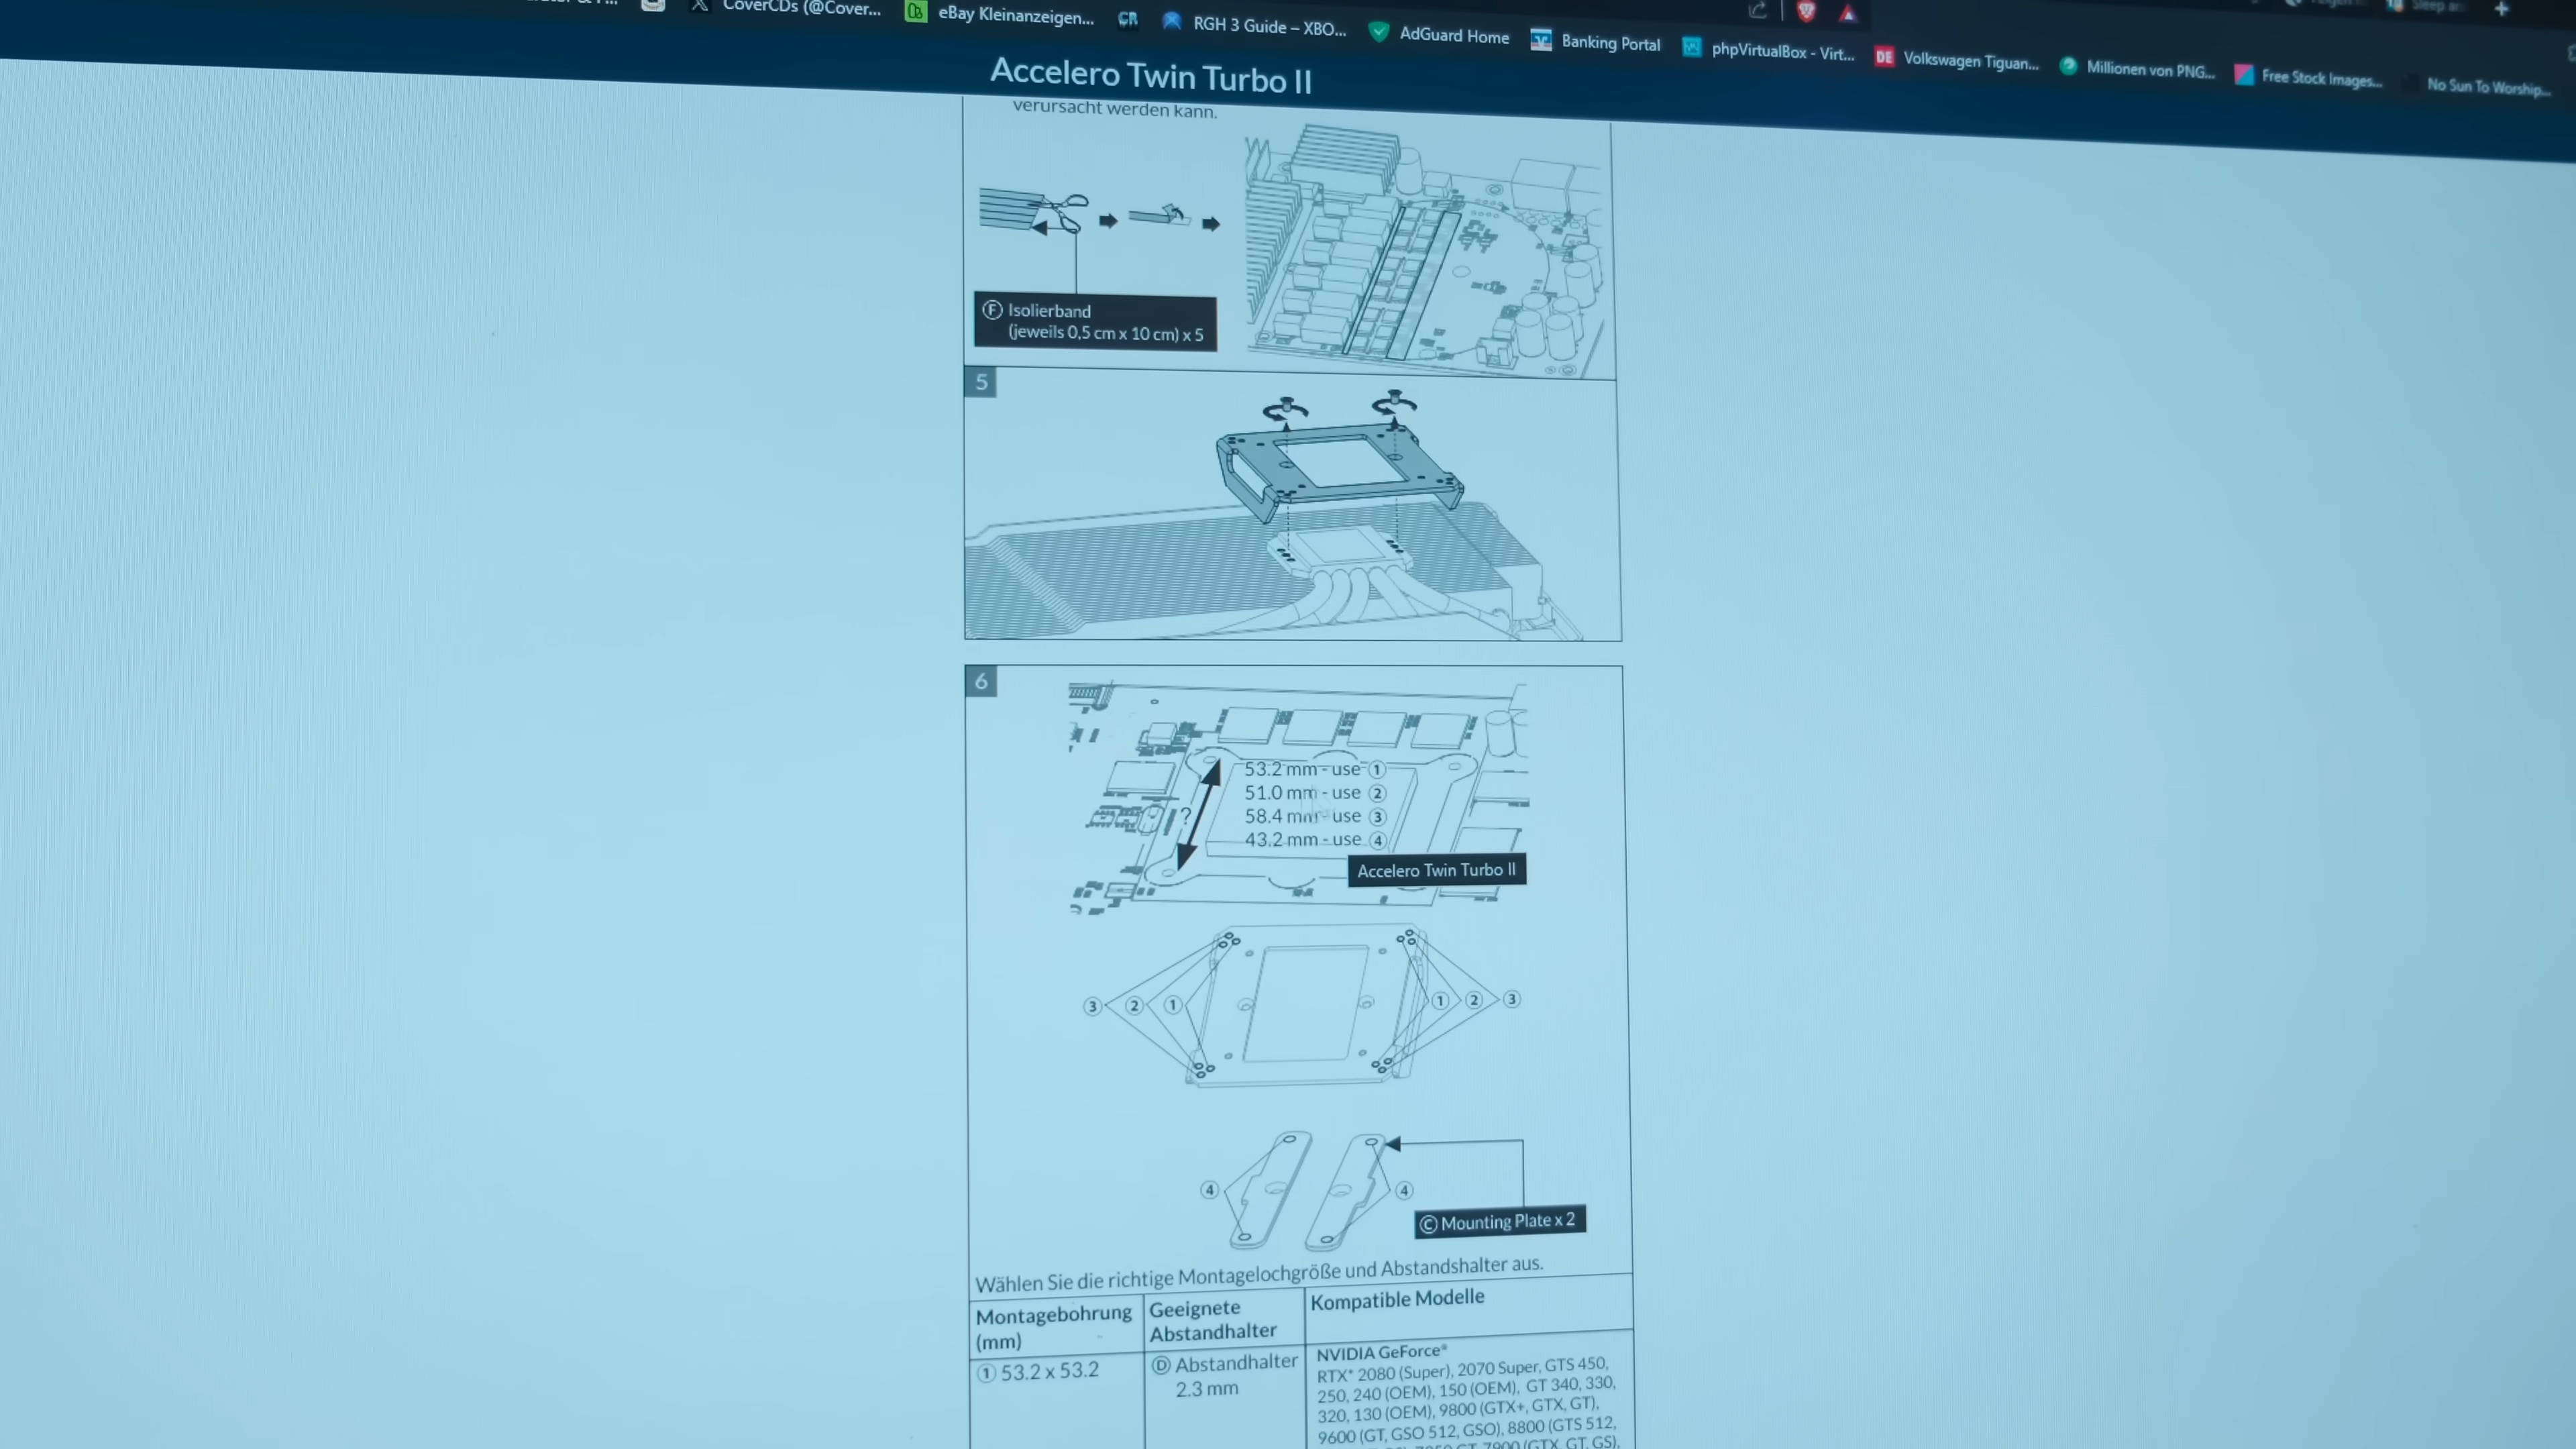 CoverCDs (@Cover...
eBay Kleinanzeigen...
CR
RGH 3 Guide – XBO...
AdGuard Home
Banking Portal
phpVirtualBox - Virt...
DE Volkswagen Tiguan...
Millionen von PNG...
Free Stock Images...
No Sun To Worship...
Accelero Twin Turbo II
verursacht werden kann.
F Isolierband
(jeweils 0,5 cm x 10 cm) x 5
5
6
53.2 mm - use 1
51.0 mm - use 2
58.4 mm - use 3
43.2 mm - use 4
?
Accelero Twin Turbo II
3 2 1 1 2 3
4 4
C Mounting Plate x 2
Wählen Sie die richtige Montagelochgröße und Abstandshalter aus.
Montagebohrung
(mm)
Geeignete
Abstandhalter
Kompatible Modelle
1 53.2 x 53.2
D Abstandhalter
2.3 mm
NVIDIA GeForce®
RTX* 2080 (Super), 2070 Super, GTS 450,
250, 240 (OEM), 150 (OEM), GT 340, 330,
320, 130 (OEM), 9800 (GTX+, GTX, GT),
9600 (GT, GSO 512, GSO), 8800 (GTS 512,
7900 (GTX, GT, GS),